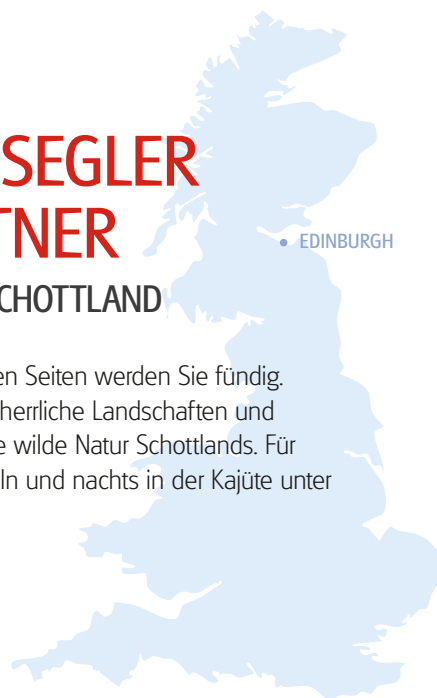 SEGLER
TNER
EDINBURGH
CHOTTLAND
en Seiten werden Sie fündig.
herrliche Landschaften und
e wilde Natur Schottlands. Für
ln und nachts in der Kajüte unter